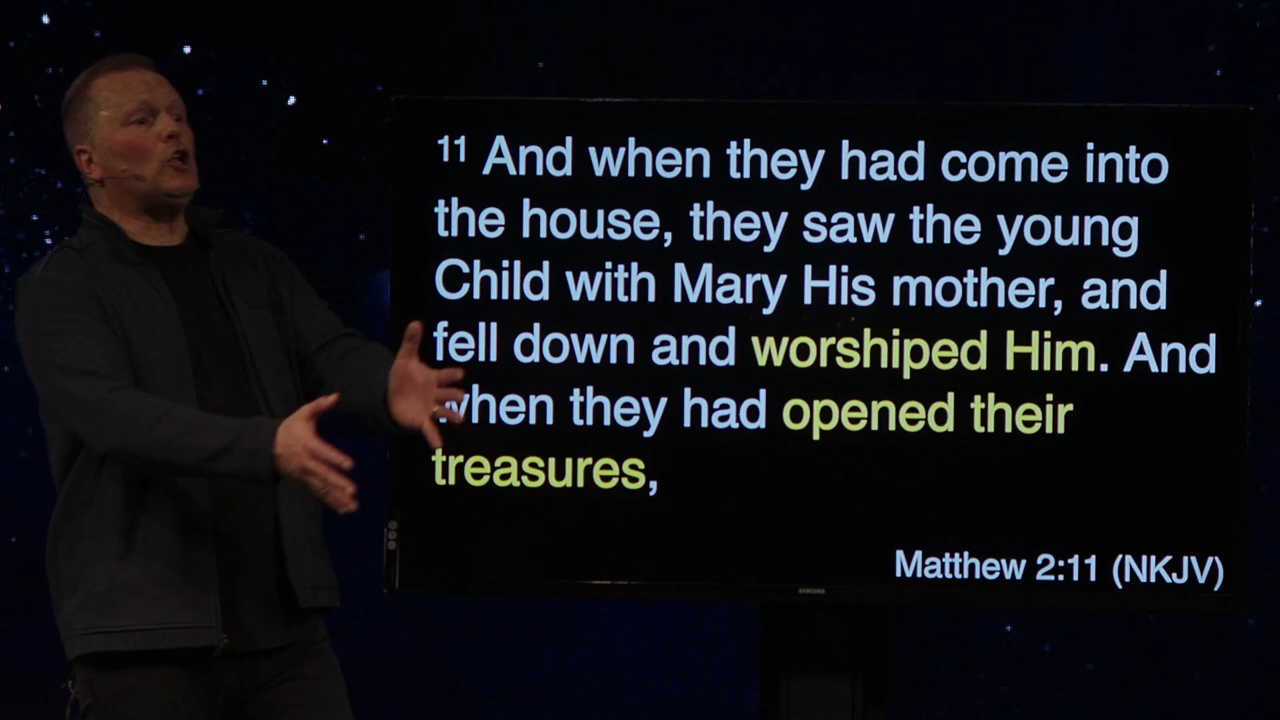 11 And when they had come into
the house, they saw the young
Child with Mary His mother, and
fell down and worshiped Him. And
when they had opened their
treasures,
Matthew 2:11 (NKJV)
SAMSUNG